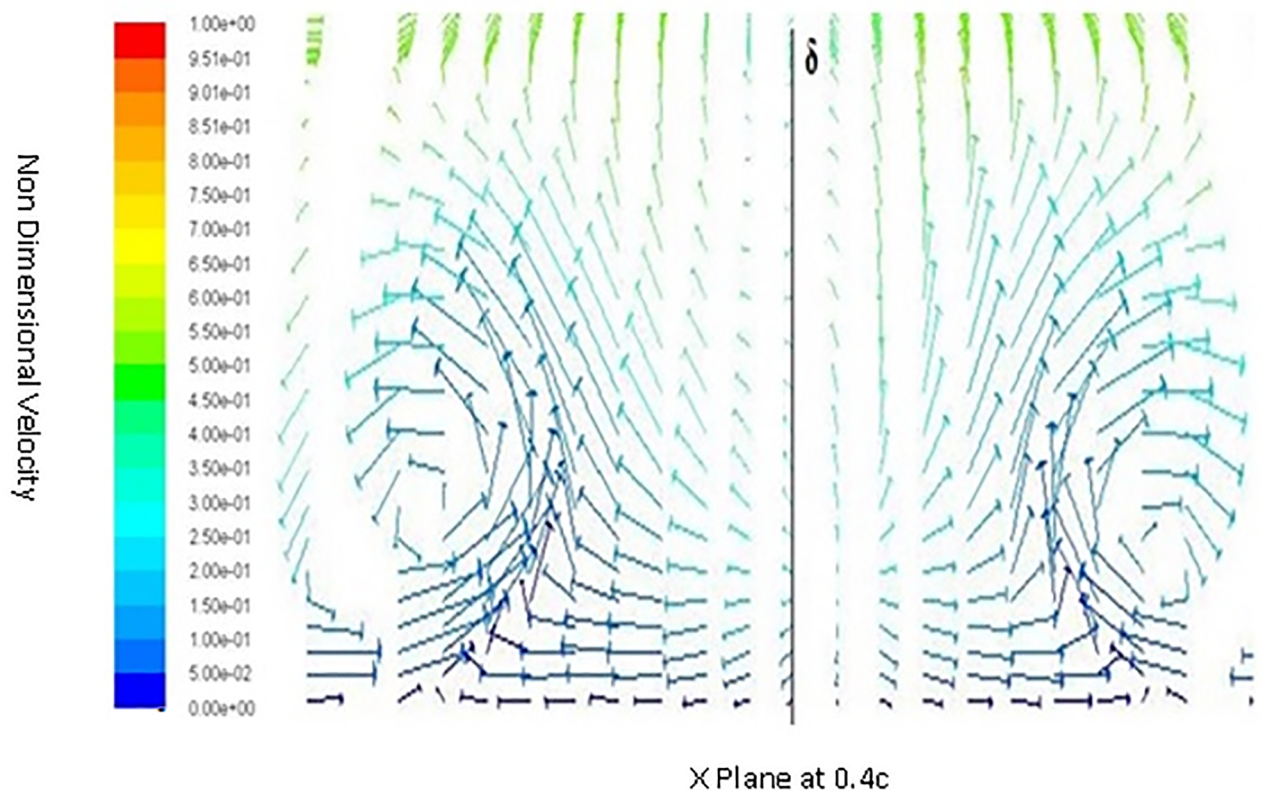 Non Dimensional Velocity
1.00e+00
9.51e-01
9.01e-01
8.51e-01
8.00e-01
7.50e-01
7.00e-01
6.50e-01
6.00e-01
5.50e-01
5.00e-01
4.50e-01
4.00e-01
3.50e-01
3.00e-01
2.50e-01
2.00e-01
1.50e-01
1.00e-01
5.00e-02
0.00e+00
δ
X Plane at 0.4c